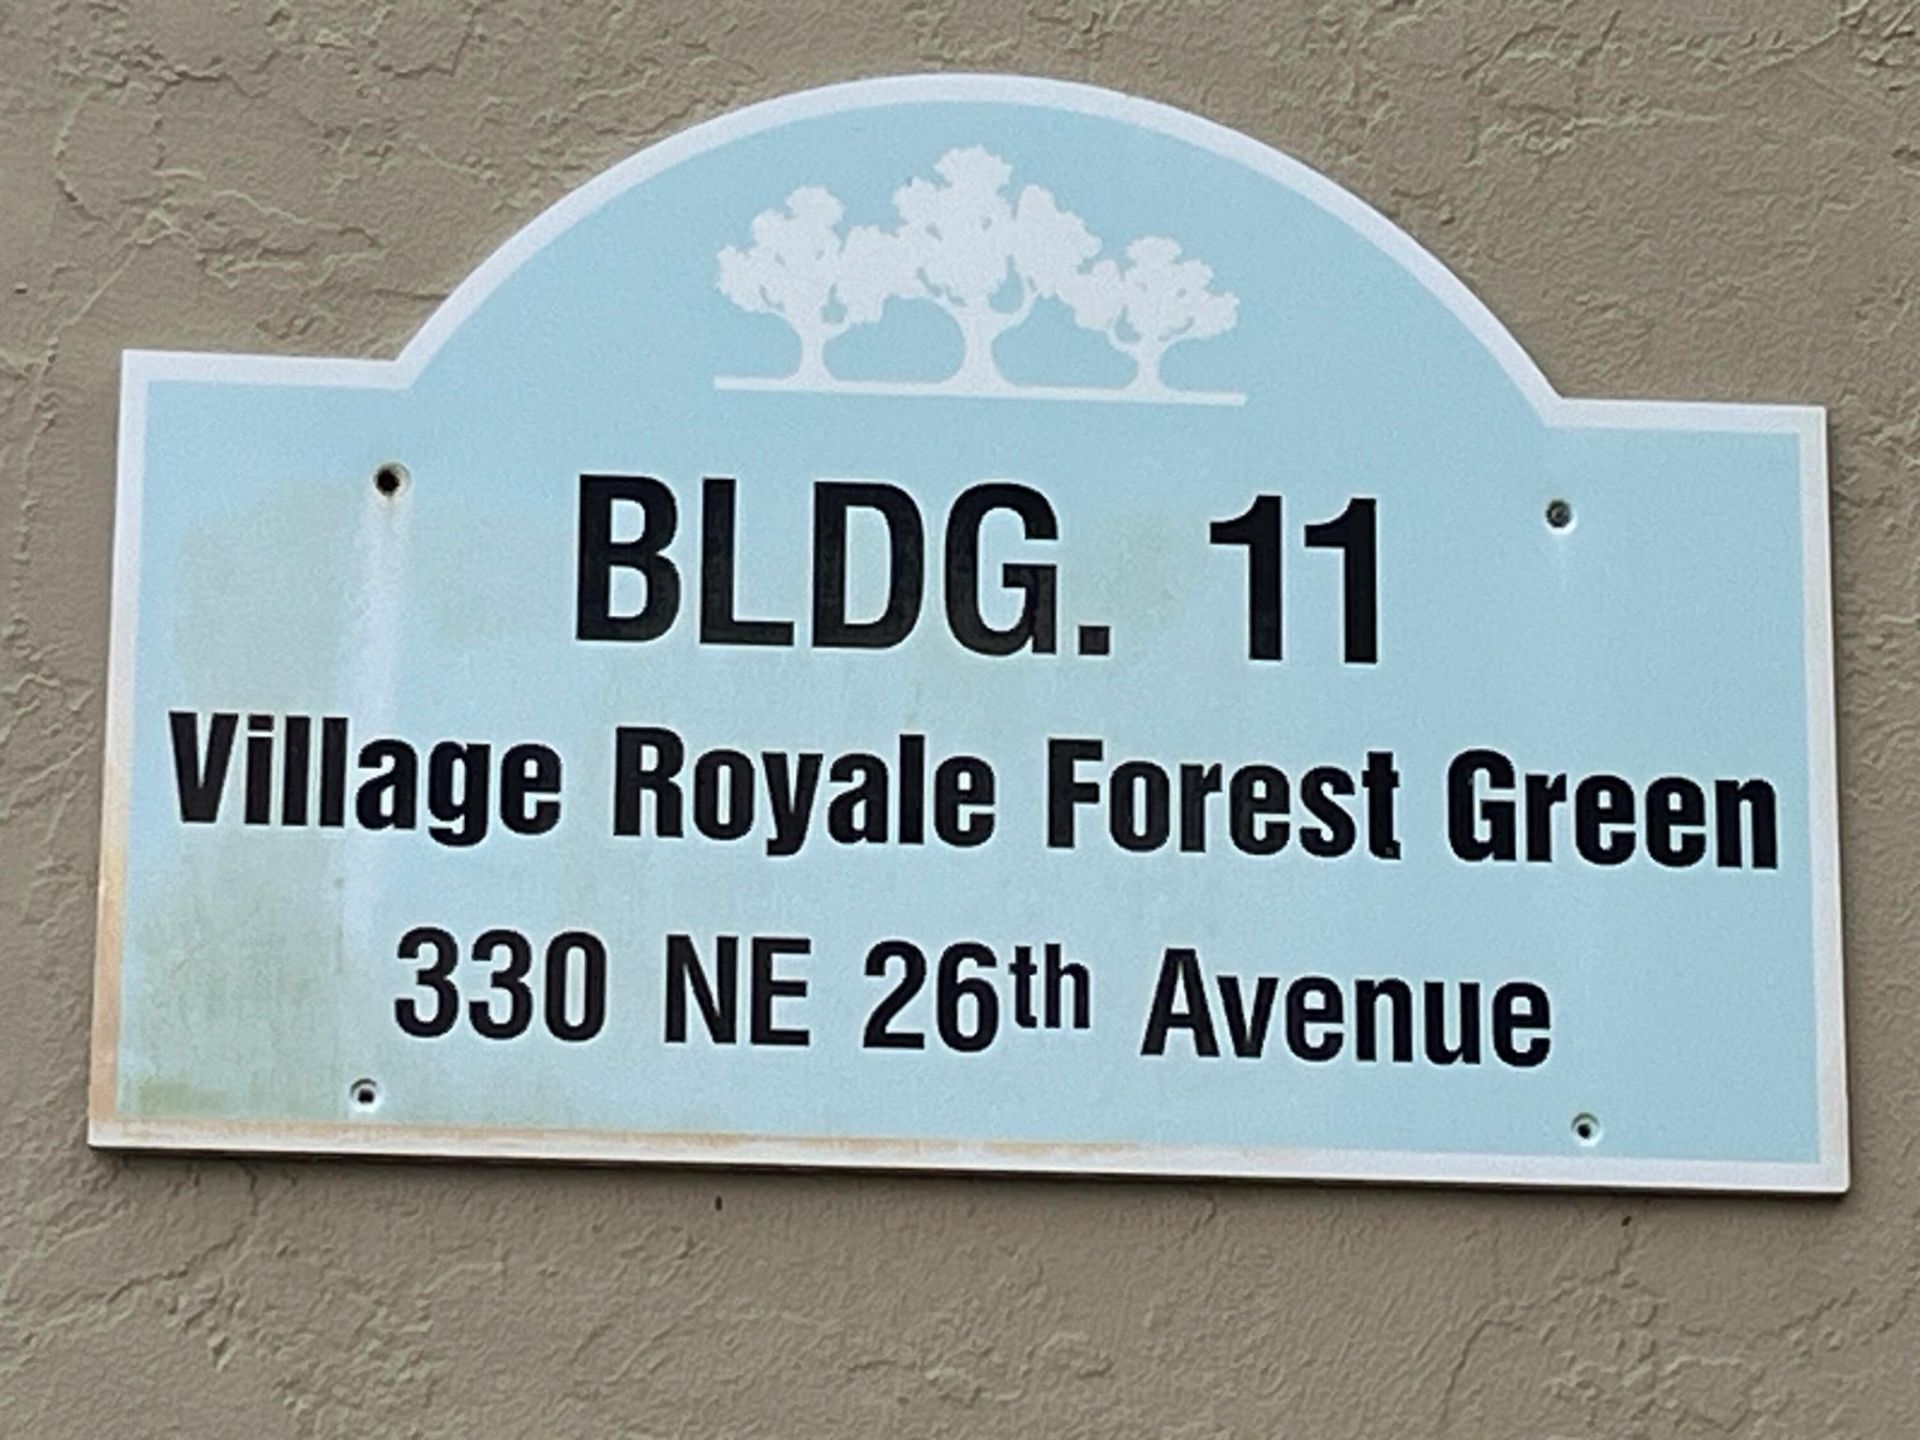 BLDG. 11
Village Royale Forest Green
330 NE 26th Avenue